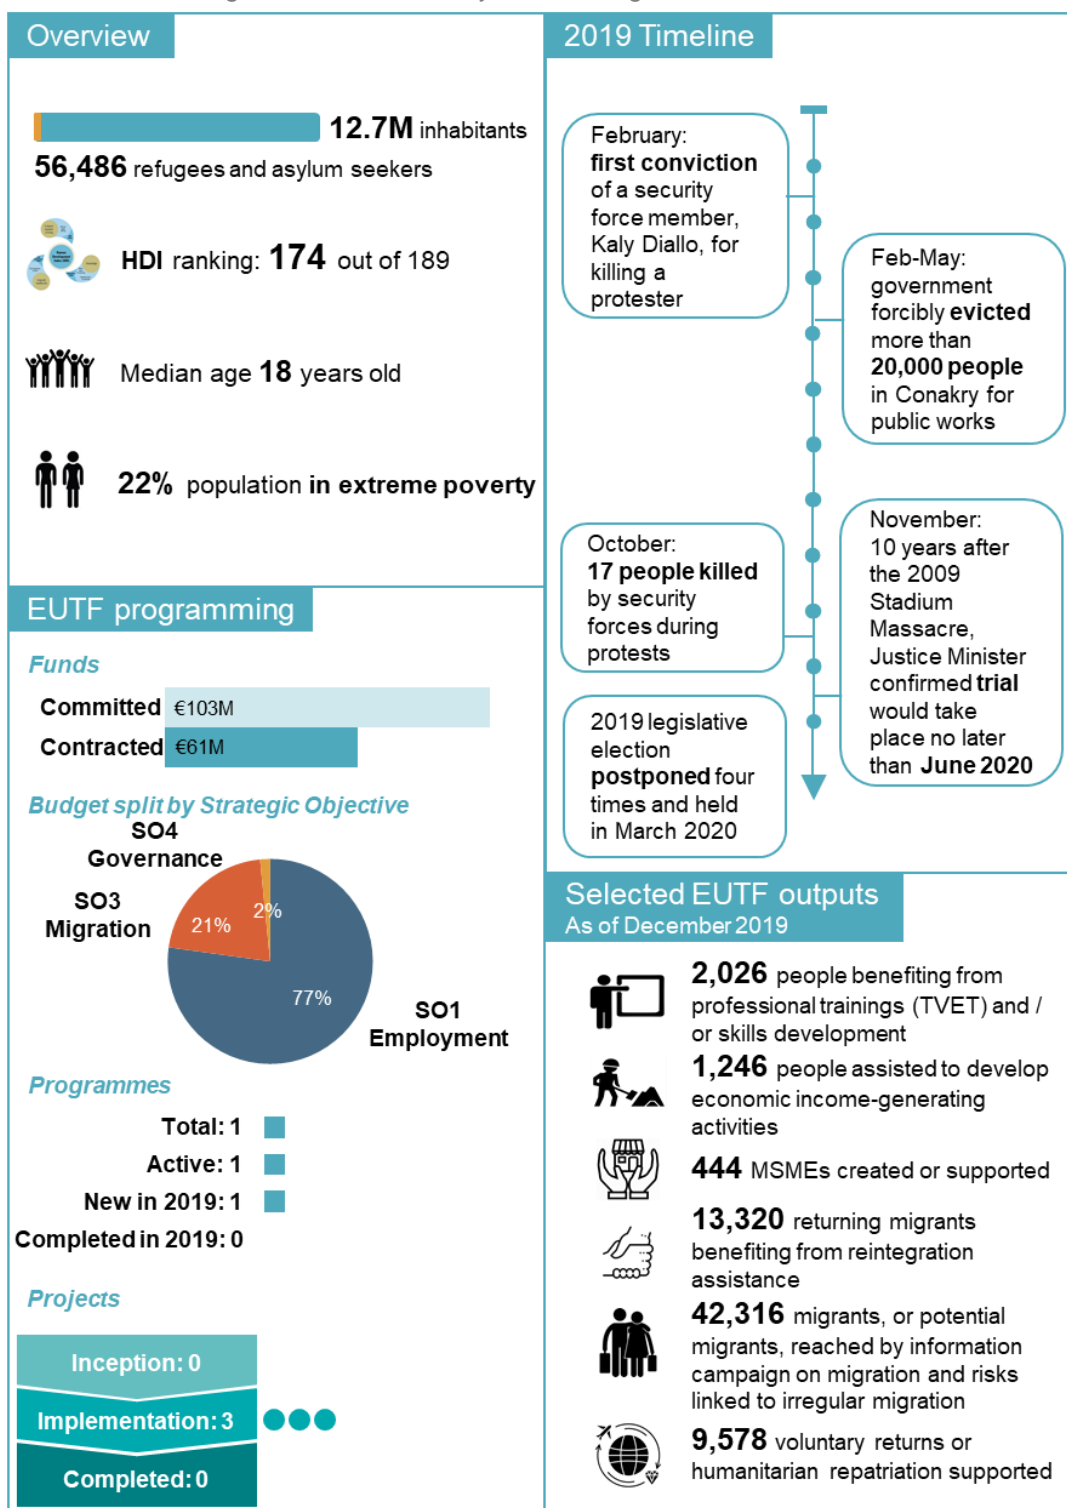 Overview
12.7M inhabitants
56,486 refugees and asylum seekers
HDI ranking: 174 out of 189
Median age 18 years old
22% population in extreme poverty
EUTF programming
Funds
Committed €103M
Contracted €61M
Budget split by Strategic Objective
SO4
Governance
SO3
Migration
2%
21%
77%
SO1
Employment
Programmes
Total: 1
Active: 1
New in 2019: 1
Completed in 2019: 0
Projects
Inception: 0
Implementation: 3
Completed: 0
2019 Timeline
February:
first conviction
of a security
force member,
Kaly Diallo, for
killing a
protester
Feb-May:
government
forcibly evicted
more than
20,000 people
in Conakry for
public works
October:
17 people killed
by security
forces during
protests
November:
10 years after
the 2009
Stadium
Massacre,
Justice Minister
confirmed trial
would take
place no later
than June 2020
2019 legislative
election
postponed four
times and held
in March 2020
Selected EUTF outputs
As of December 2019
2,026 people benefiting from
professional trainings (TVET) and /
or skills development
1,246 people assisted to develop
economic income-generating
activities
444 MSMEs created or supported
13,320 returning migrants
benefiting from reintegration
assistance
42,316 migrants, or potential
migrants, reached by information
campaign on migration and risks
linked to irregular migration
9,578 voluntary returns or
humanitarian repatriation supported